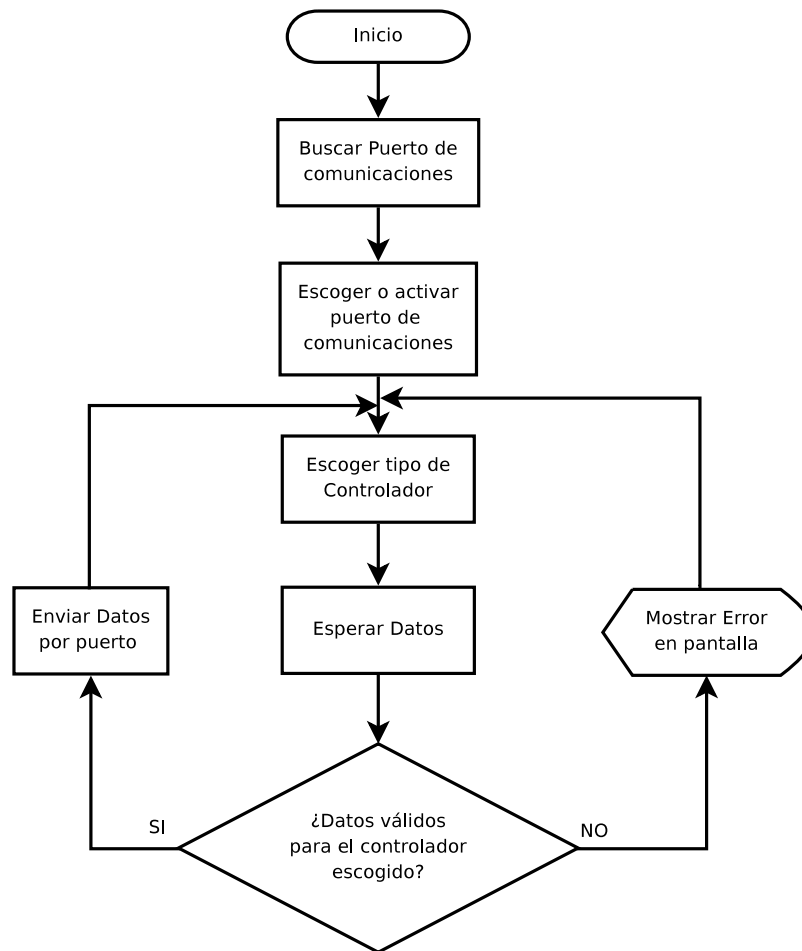 Inicio
Buscar Puerto de
comunicaciones
Escoger o activar
puerto de
comunicaciones
Escoger tipo de
Controlador
Enviar Datos
por puerto
Esperar Datos
Mostrar Error
en pantalla
SI
¿Datos válidos
para el controlador
escogido?
NO